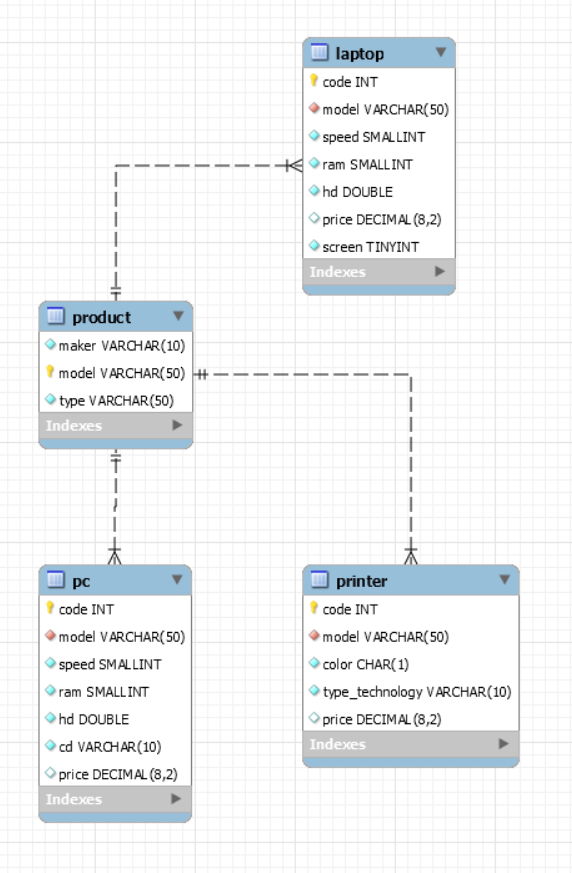 laptop
code INT
model VARCHAR(50)
speed SMALLINT
ram SMALLINT
hd DOUBLE
price DECIMAL(8,2)
screen TINYINT
Indexes
product
maker VARCHAR(10)
model VARCHAR(50)
type VARCHAR(50)
Indexes
pc
code INT
model VARCHAR(50)
speed SMALLINT
ram SMALLINT
hd DOUBLE
cd VARCHAR(10)
price DECIMAL(8,2)
Indexes
printer
code INT
model VARCHAR(50)
color CHAR(1)
type_technology VARCHAR(10)
price DECIMAL(8,2)
Indexes